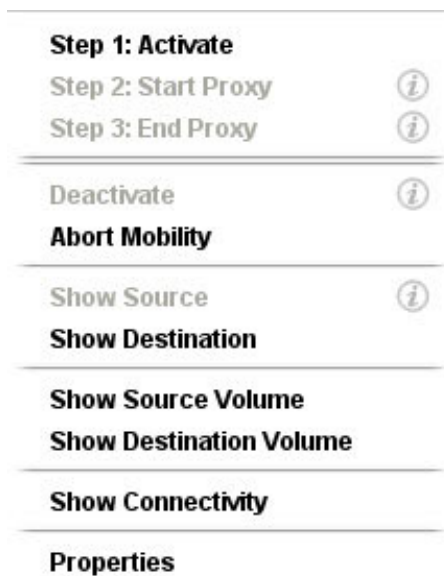 Step 1: Activate
Step 2: Start Proxy
Step 3: End Proxy
Deactivate
Abort Mobility
Show Source
Show Destination
Show Source Volume
Show Destination Volume
Show Connectivity
Properties